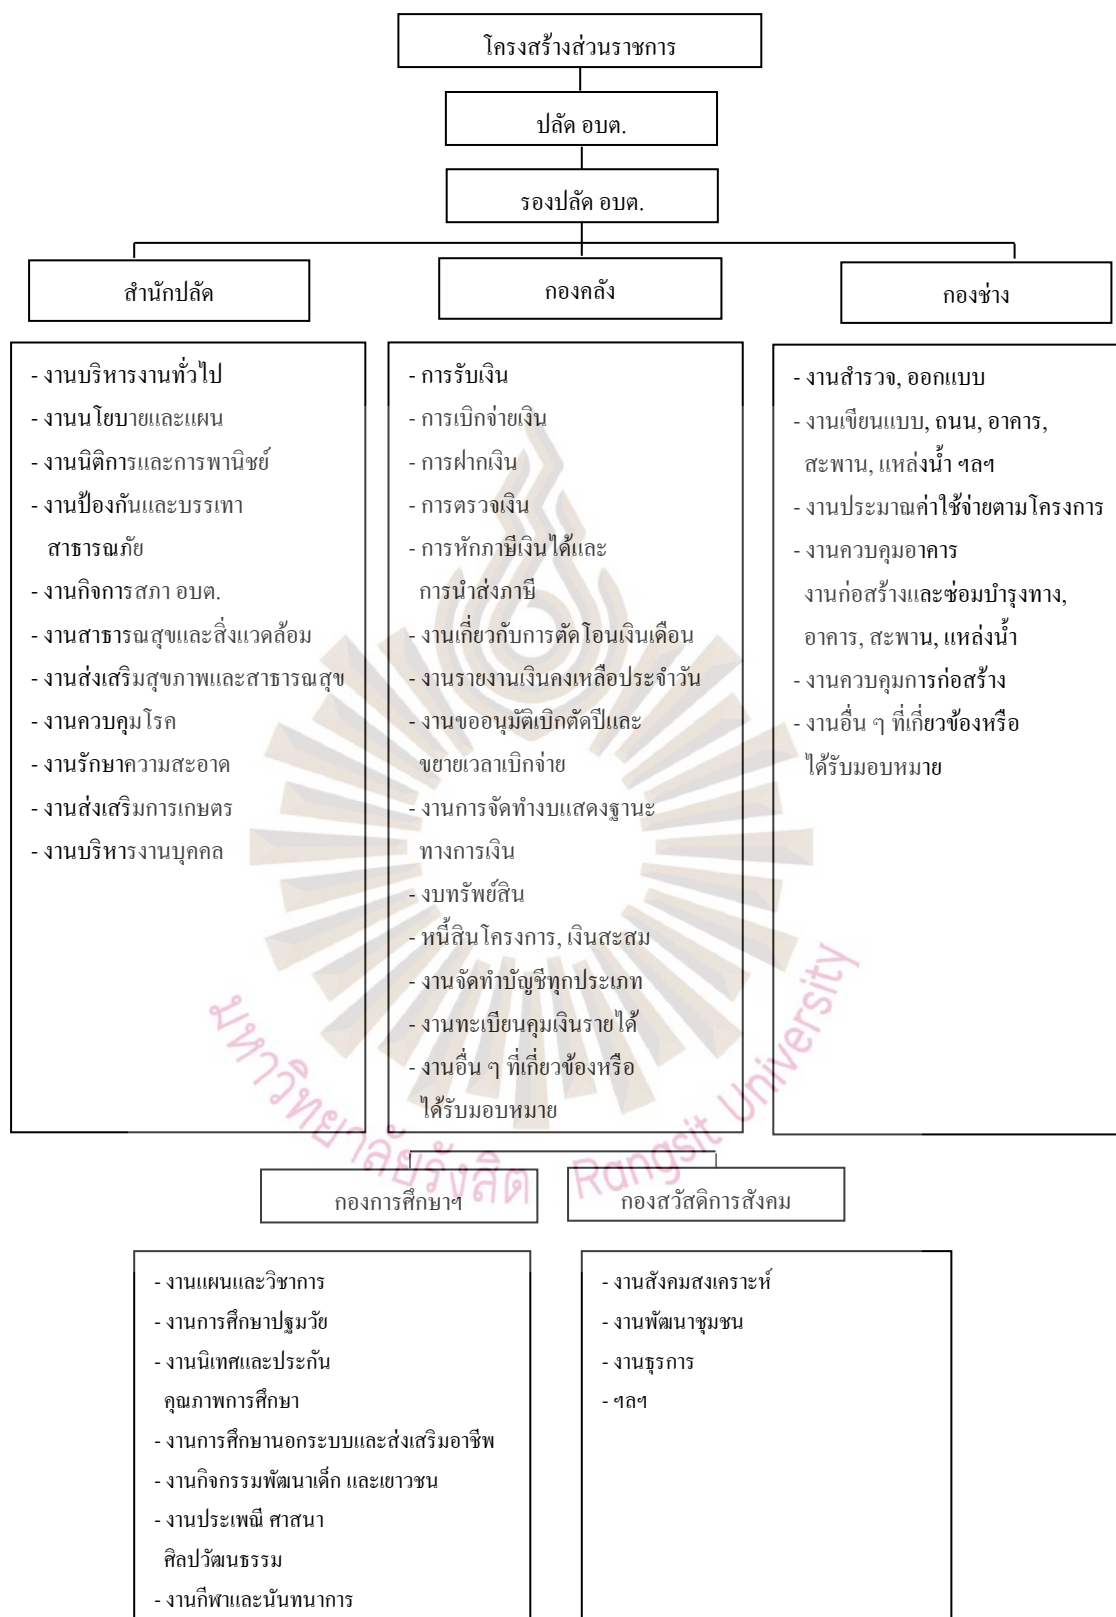 โครงสร้างส่วนราชการ
ปลัด อบต.
รองปลัด อบต.
สำนักปลัด
กองคลัง
กองช่าง
- งานบริหารงานทั่วไป
- งานนโยบายและแผน
- งานนิติการและการพานิชย์
- งานป้องกันและบรรเทา
สาธารณภัย
- งานกิจการสภา อบต.
- งานสาธารณสุขและสิ่งแวดล้อม
- งานส่งเสริมสุขภาพและสาธารณสุข
- งานควบคุมโรค
- งานรักษาความสะอาด
- งานส่งเสริมการเกษตร
- งานบริหารงานบุคคล
- การรับเงิน
- การเบิกจ่ายเงิน
- การฝากเงิน
- การตรวจเงิน
- การหักภาษีเงินได้และ
การนำส่งภาษี
- งานเกี่ยวกับการตัดโอนเงินเดือน
- งานรายงานเงินคงเหลือประจำวัน
- งานขออนุมัติเบิกตัดปีและ
ขยายเวลาเบิกจ่าย
- งานการจัดทำงบแสดงฐานะ
ทางการเงิน
- งบทรัพย์สิน
- หนี้สินโครงการ, เงินสะสม
- งานจัดทำบัญชีทุกประเภท
- งานทะเบียนคุมเงินรายได้
- งานอื่น ๆ ที่เกี่ยวข้องหรือ
ได้รับมอบหมาย
- งานสำรวจ, ออกแบบ
- งานเขียนแบบ, ถนน, อาคาร,
สะพาน, แหล่งน้ำ ฯลฯ
- งานประมาณค่าใช้จ่ายตามโครงการ
- งานควบคุมอาคาร
งานก่อสร้างและซ่อมบำรุงทาง,
อาคาร, สะพาน, แหล่งน้ำ
- งานควบคุมการก่อสร้าง
- งานอื่น ๆ ที่เกี่ยวข้องหรือ
ได้รับมอบหมาย
มหาวิทยาลัยรังสิต Rangsit University
กองการศึกษาฯ
กองสวัสดิการสังคม
- งานแผนและวิชาการ
- งานการศึกษาปฐมวัย
- งานนิเทศและประกัน
คุณภาพการศึกษา
- งานการศึกษานอกระบบและส่งเสริมอาชีพ
- งานกิจกรรมพัฒนาเด็ก และเยาวชน
- งานประเพณี ศาสนา
ศิลปวัฒนธรรม
- งานกีฬาและนันทนาการ
- งานสังคมสงเคราะห์
- งานพัฒนาชุมชน
- งานธุรการ
- ฯลฯ